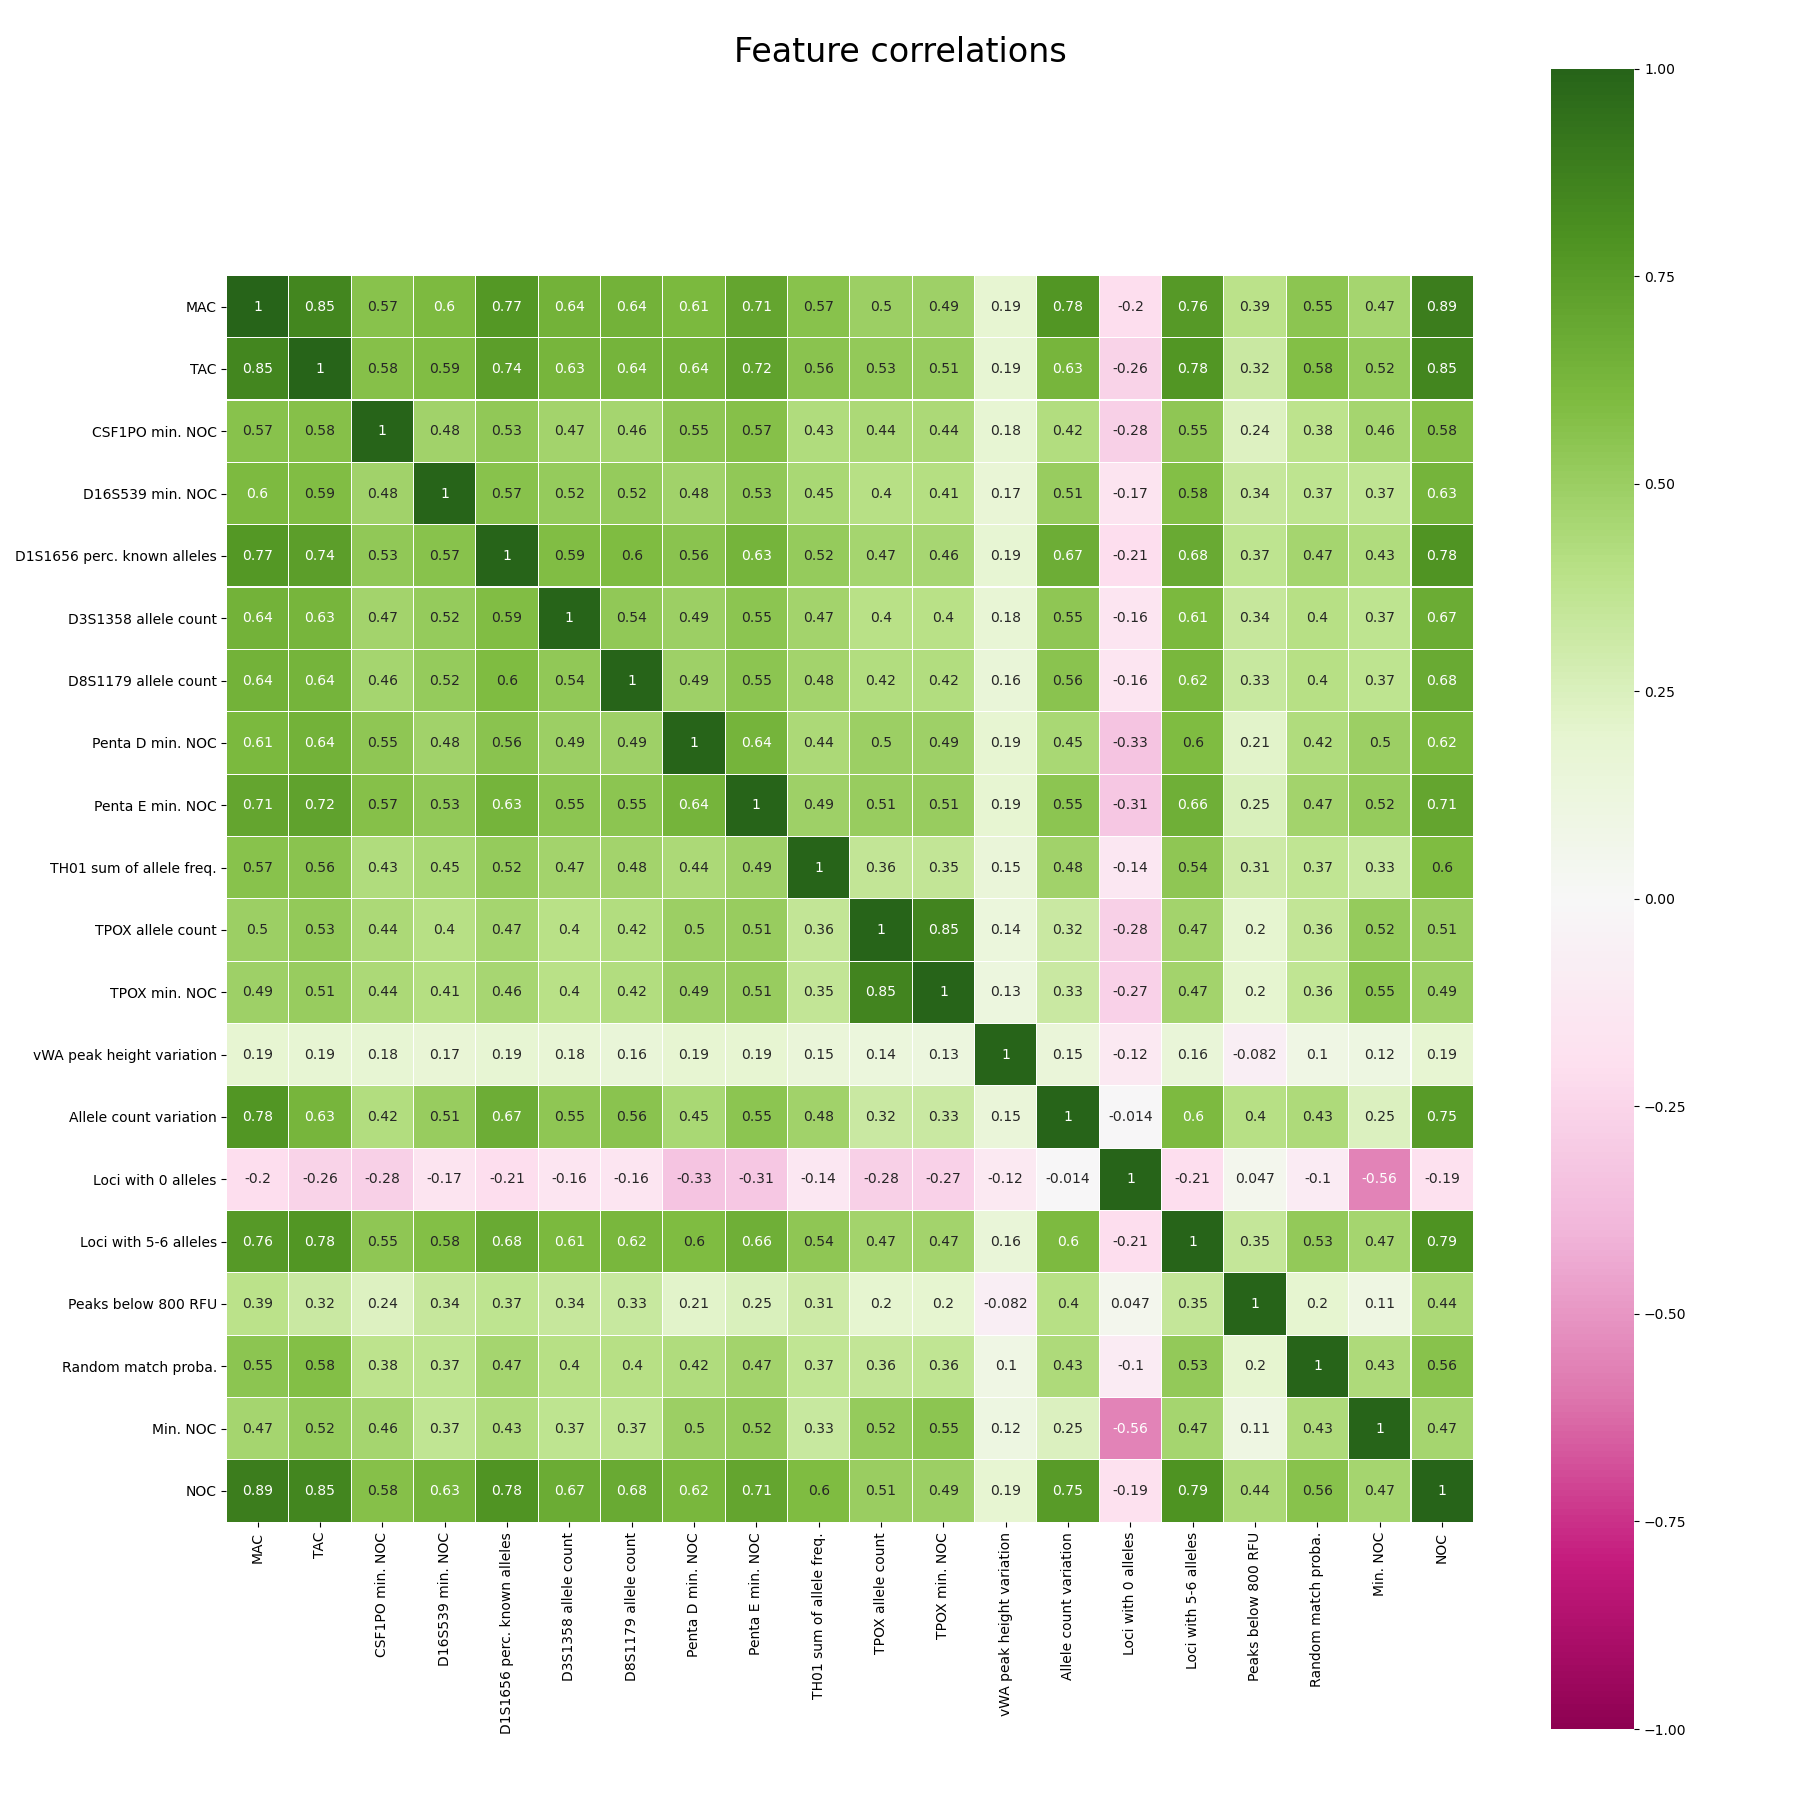 Feature correlations
1.00
MAC 1 0.85 0.57 0.6 0.77 0.64 0.64 0.61 0.71 0.57 0.5 0.49 0.19 0.78 -0.2 0.76 0.39 0.55 0.47 0.89
0.75
TAC 0.85 1 0.58 0.59 0.74 0.63 0.64 0.64 0.72 0.56 0.53 0.51 0.19 0.63 -0.26 0.78 0.32 0.58 0.52 0.85
CSF1PO min. NOC 0.57 0.58 1 0.48 0.53 0.47 0.46 0.55 0.57 0.43 0.44 0.44 0.18 0.42 -0.28 0.55 0.24 0.38 0.46 0.58
D16S539 min. NOC 0.6 0.59 0.48 1 0.57 0.52 0.52 0.48 0.53 0.45 0.4 0.41 0.17 0.51 -0.17 0.58 0.34 0.37 0.37 0.63
0.50
D1S1656 perc. known alleles 0.77 0.74 0.53 0.57 1 0.59 0.6 0.56 0.63 0.52 0.47 0.46 0.19 0.67 -0.21 0.68 0.37 0.47 0.43 0.78
D3S1358 allele count 0.64 0.63 0.47 0.52 0.59 1 0.54 0.49 0.55 0.47 0.4 0.4 0.18 0.55 -0.16 0.61 0.34 0.4 0.37 0.67
D8S1179 allele count 0.64 0.64 0.46 0.52 0.6 0.54 1 0.49 0.55 0.48 0.42 0.42 0.16 0.56 -0.16 0.62 0.33 0.4 0.37 0.68
0.25
Penta D min. NOC 0.61 0.64 0.55 0.48 0.56 0.49 0.49 1 0.64 0.44 0.5 0.49 0.19 0.45 -0.33 0.6 0.21 0.42 0.5 0.62
Penta E min. NOC 0.71 0.72 0.57 0.53 0.63 0.55 0.55 0.64 1 0.49 0.51 0.51 0.19 0.55 -0.31 0.66 0.25 0.47 0.52 0.71
TH01 sum of allele freq. 0.57 0.56 0.43 0.45 0.52 0.47 0.48 0.44 0.49 1 0.36 0.35 0.15 0.48 -0.14 0.54 0.31 0.37 0.33 0.6
0.00
TPOX allele count 0.5 0.53 0.44 0.4 0.47 0.4 0.42 0.5 0.51 0.36 1 0.85 0.14 0.32 -0.28 0.47 0.2 0.36 0.52 0.51
TPOX min. NOC 0.49 0.51 0.44 0.41 0.46 0.4 0.42 0.49 0.51 0.35 0.85 1 0.13 0.33 -0.27 0.47 0.2 0.36 0.55 0.49
vWA peak height variation 0.19 0.19 0.18 0.17 0.19 0.18 0.16 0.19 0.19 0.15 0.14 0.13 1 0.15 -0.12 0.16 -0.082 0.1 0.12 0.19
−0.25
Allele count variation 0.78 0.63 0.42 0.51 0.67 0.55 0.56 0.45 0.55 0.48 0.32 0.33 0.15 1 -0.014 0.6 0.4 0.43 0.25 0.75
Loci with 0 alleles -0.2 -0.26 -0.28 -0.17 -0.21 -0.16 -0.16 -0.33 -0.31 -0.14 -0.28 -0.27 -0.12 -0.014 1 -0.21 0.047 -0.1 -0.56 -0.19
Loci with 5-6 alleles 0.76 0.78 0.55 0.58 0.68 0.61 0.62 0.6 0.66 0.54 0.47 0.47 0.16 0.6 -0.21 1 0.35 0.53 0.47 0.79
Peaks below 800 RFU 0.39 0.32 0.24 0.34 0.37 0.34 0.33 0.21 0.25 0.31 0.2 0.2 -0.082 0.4 0.047 0.35 1 0.2 0.11 0.44
−0.50
Random match proba. 0.55 0.58 0.38 0.37 0.47 0.4 0.4 0.42 0.47 0.37 0.36 0.36 0.1 0.43 -0.1 0.53 0.2 1 0.43 0.56
Min. NOC 0.47 0.52 0.46 0.37 0.43 0.37 0.37 0.5 0.52 0.33 0.52 0.55 0.12 0.25 -0.56 0.47 0.11 0.43 1 0.47
NOC 0.89 0.85 0.58 0.63 0.78 0.67 0.68 0.62 0.71 0.6 0.51 0.49 0.19 0.75 -0.19 0.79 0.44 0.56 0.47 1
−0.75
−1.00
MAC
TAC
CSF1PO min. NOC
D16S539 min. NOC
D1S1656 perc. known alleles
D3S1358 allele count
D8S1179 allele count
Penta D min. NOC
Penta E min. NOC
TH01 sum of allele freq.
TPOX allele count
TPOX min. NOC
vWA peak height variation
Allele count variation
Loci with 0 alleles
Loci with 5-6 alleles
Peaks below 800 RFU
Random match proba.
Min. NOC
NOC